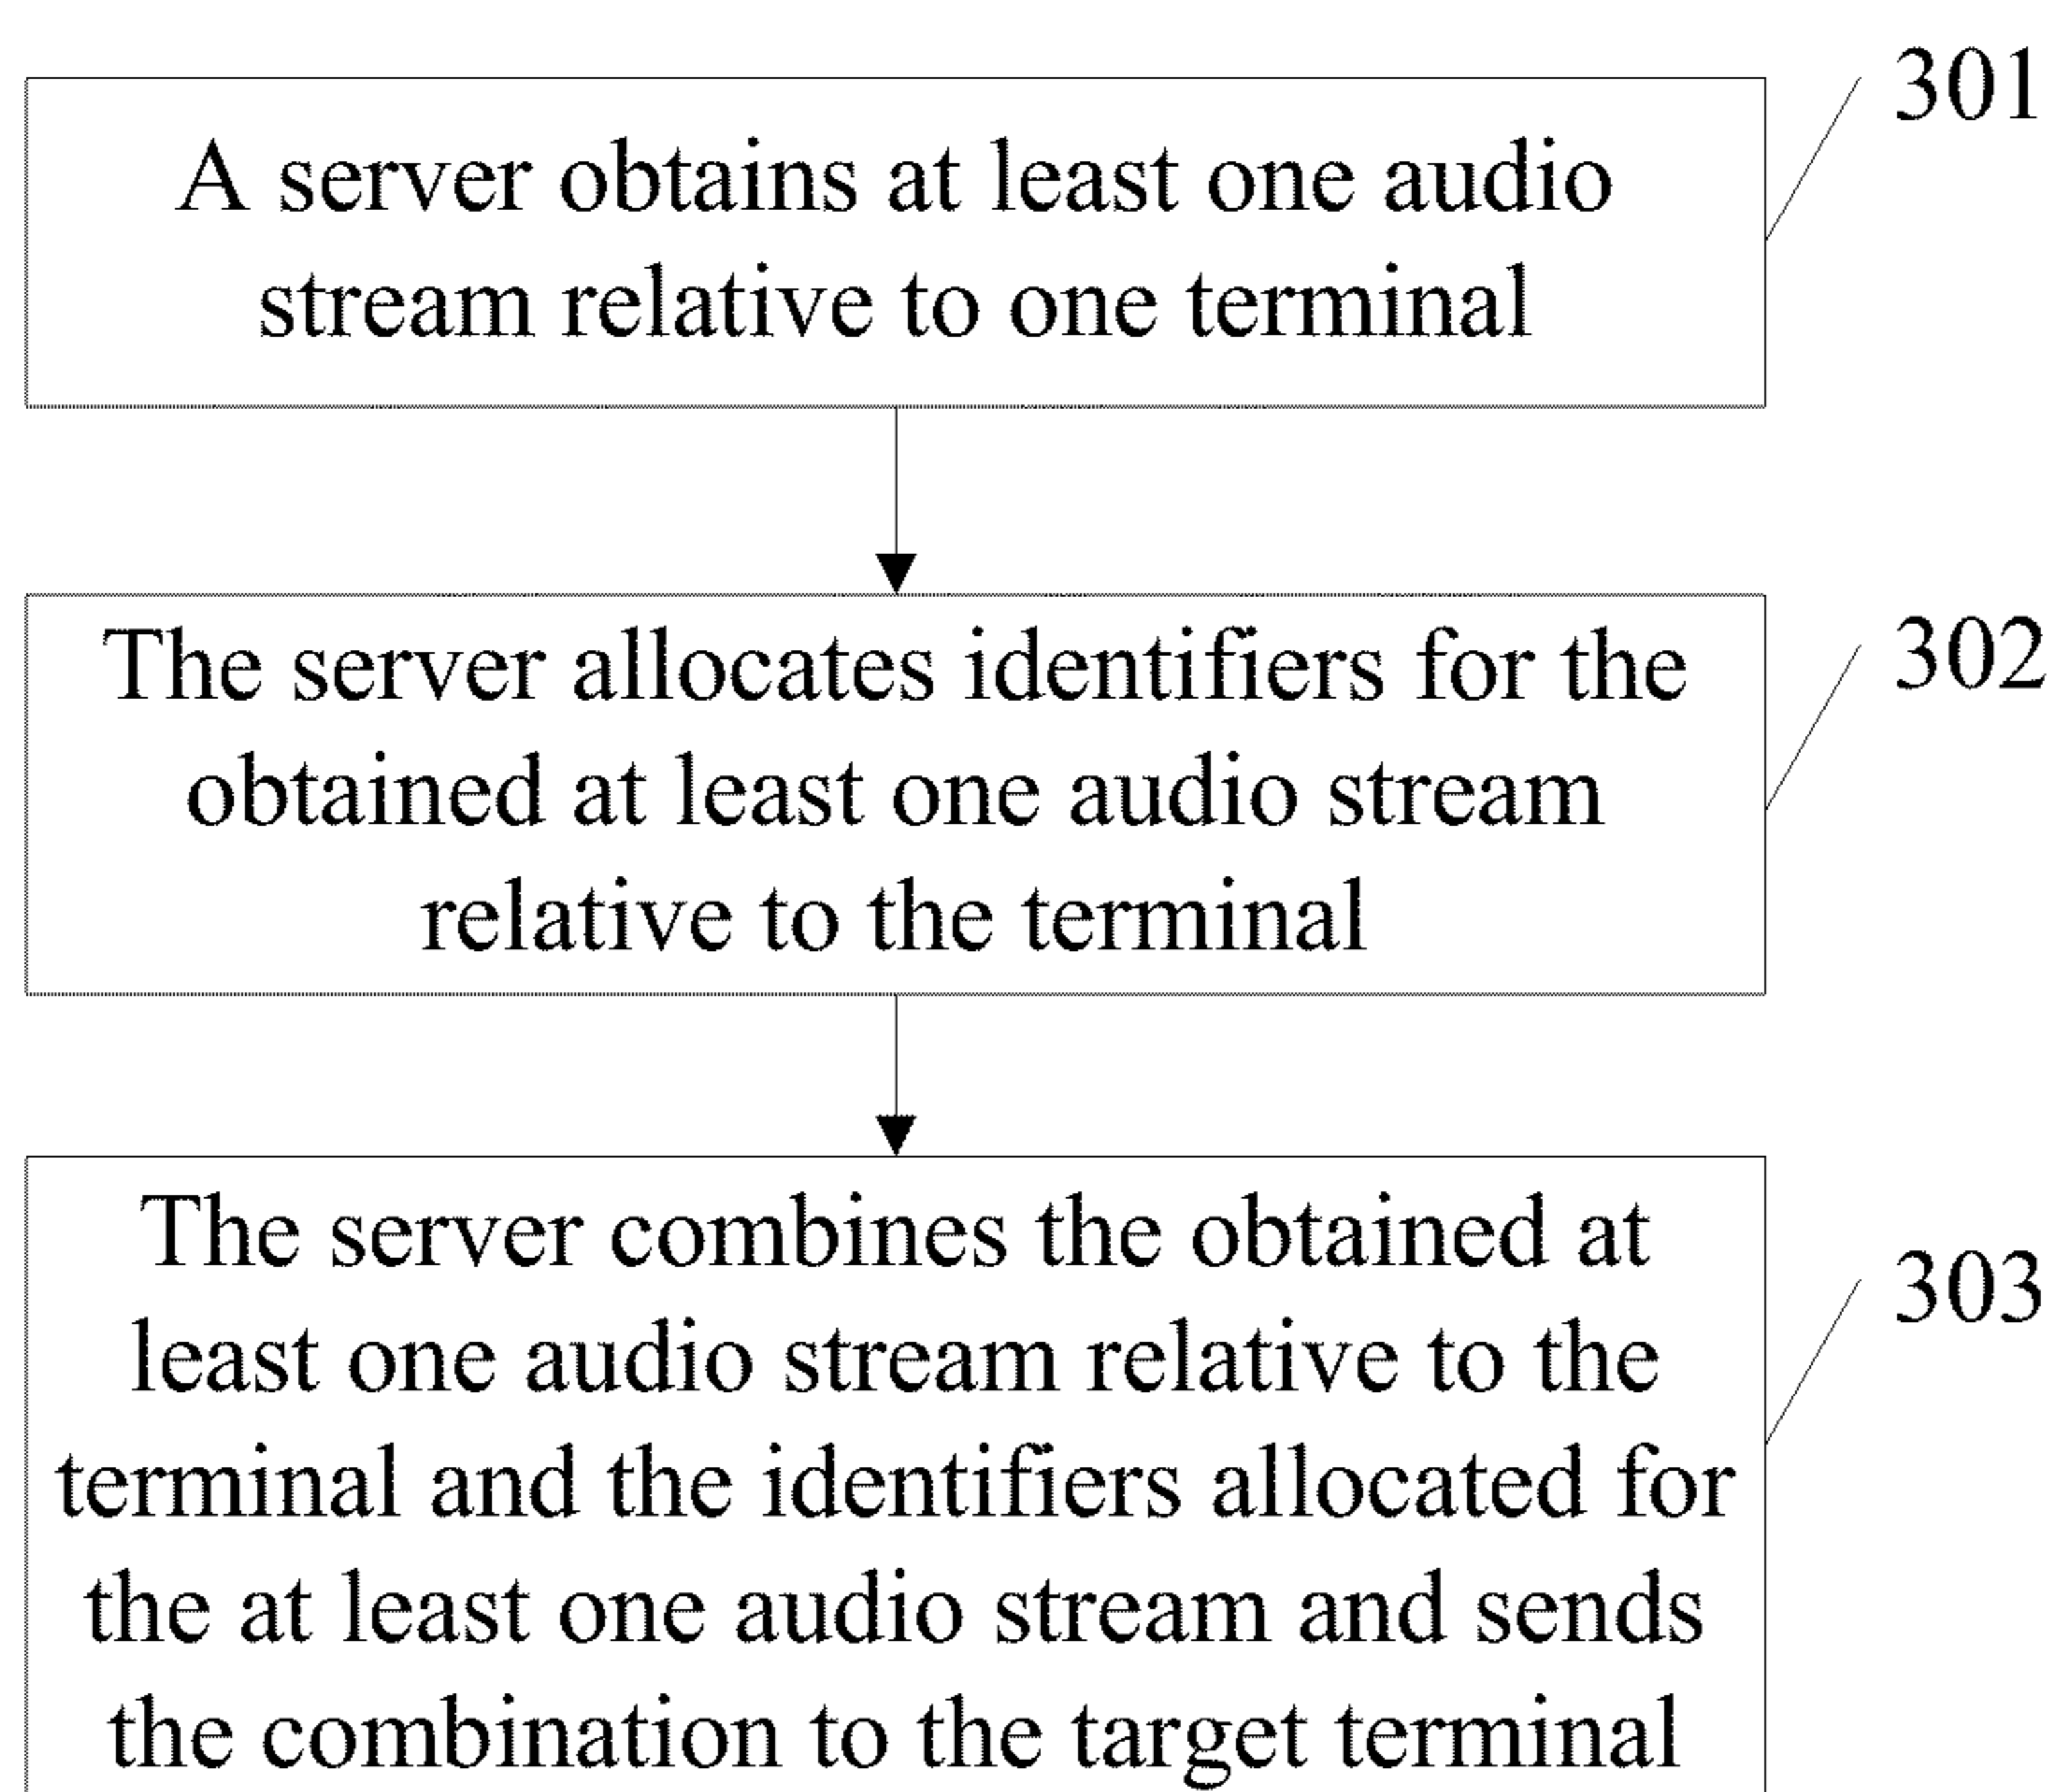 301
A server obtains at least one audio
stream relative to one terminal
302
The server allocates identifiers for the
obtained at least one audio stream
relative to the terminal
303
The server combines the obtained at
least one audio stream relative to the
terminal and the identifiers allocated for
the at least one audio stream and sends
the combination to the target terminal